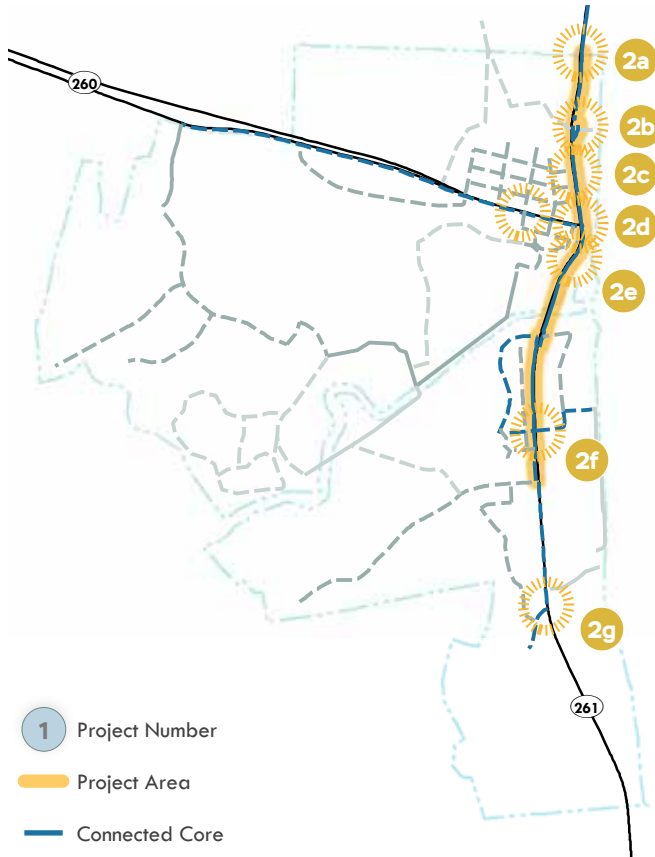 2a
260
2b
2c
2d
2e
2f
2g
261
1 Project Number
Project Area
Connected Core